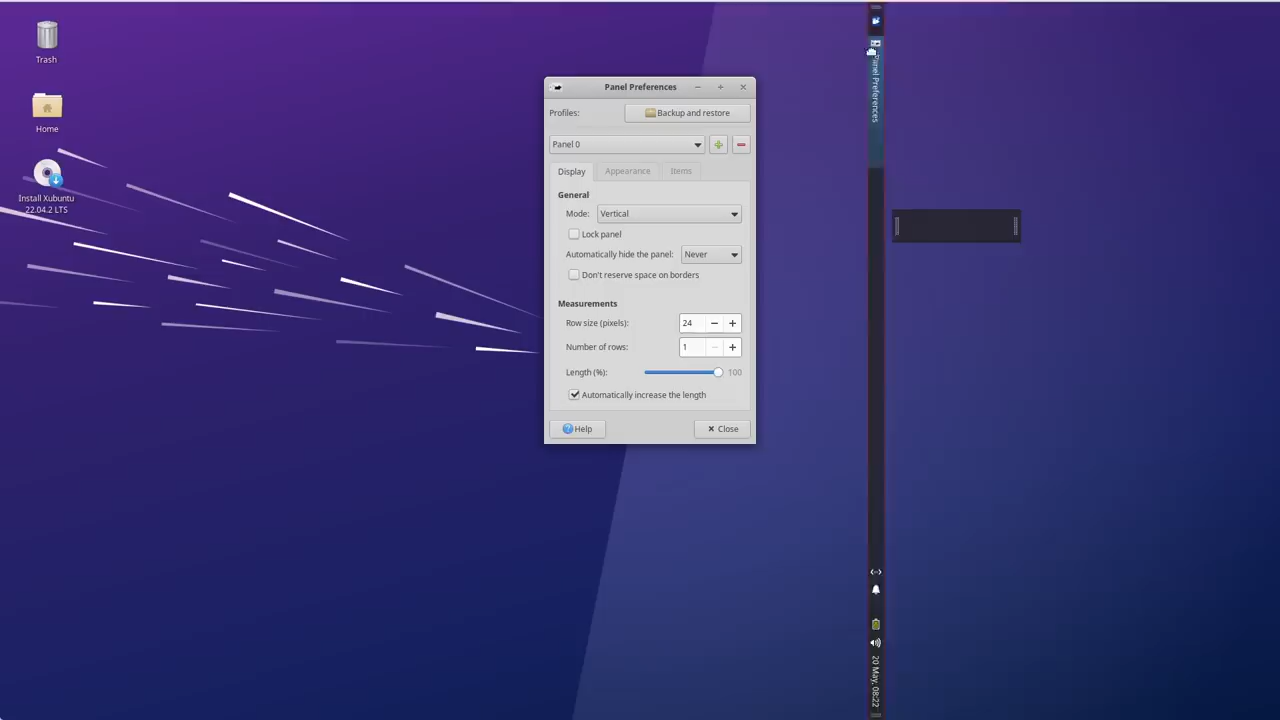 Trash
Home
Install Xubuntu
22.04.2 LTS
Panel Preferences
Profiles:
Backup and restore
Panel 0
Display
Appearance
Items
General
Mode:
Vertical
Lock panel
Automatically hide the panel:
Never
Don't reserve space on borders
Measurements
Row size (pixels):
24
Number of rows:
1
Length (%):
100
Automatically increase the length
Help
Close
Panel Preferences
20 May, 08:22